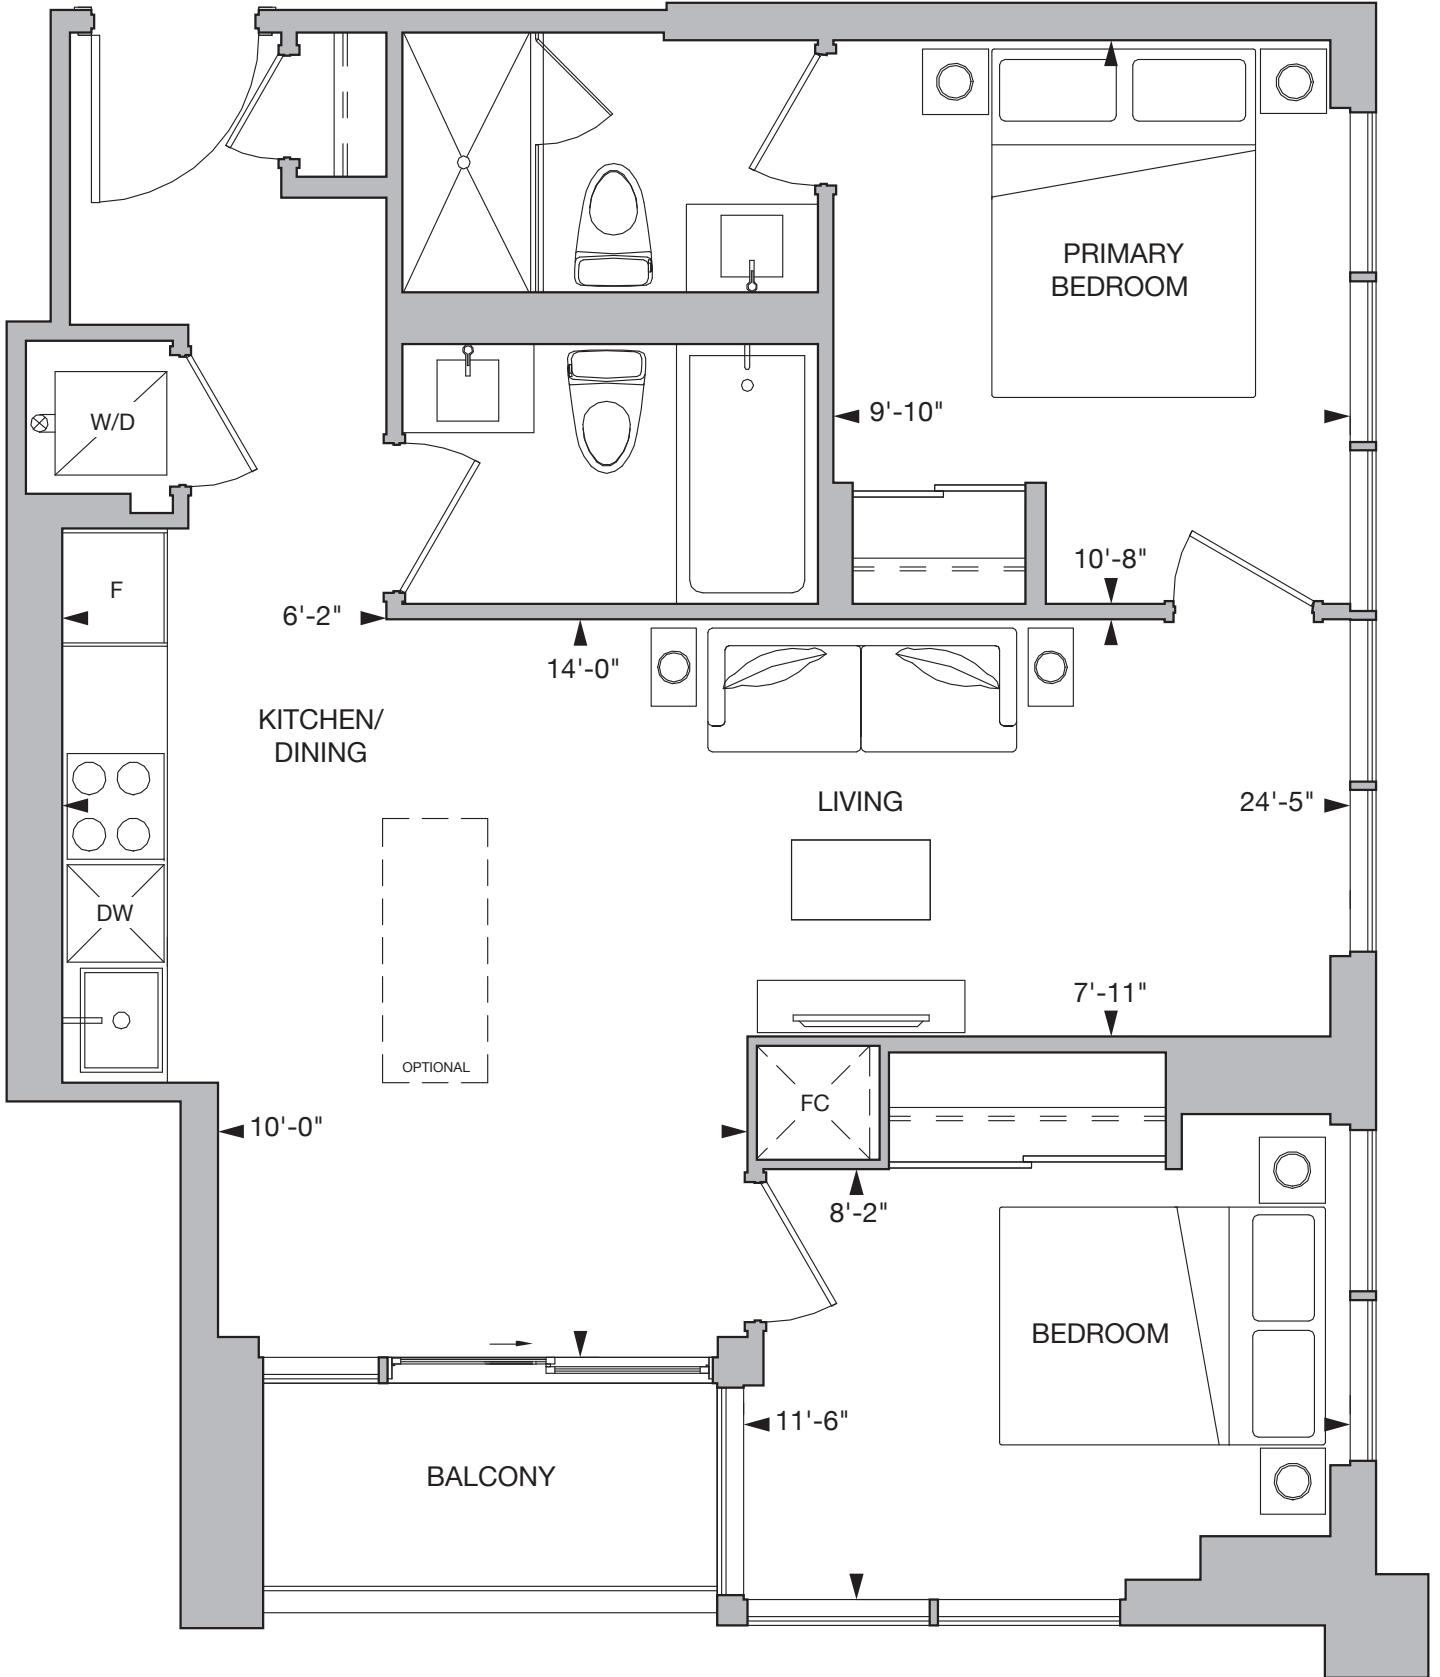 PRIMARY
BEDROOM
9'-10"
W/D
10'-8"
F
6'-2"
14'-0"
KITCHEN/
DINING
LIVING
24'-5"
DW
7'-11"
OPTIONAL
FC
10'-0"
8'-2"
BEDROOM
11'-6"
BALCONY